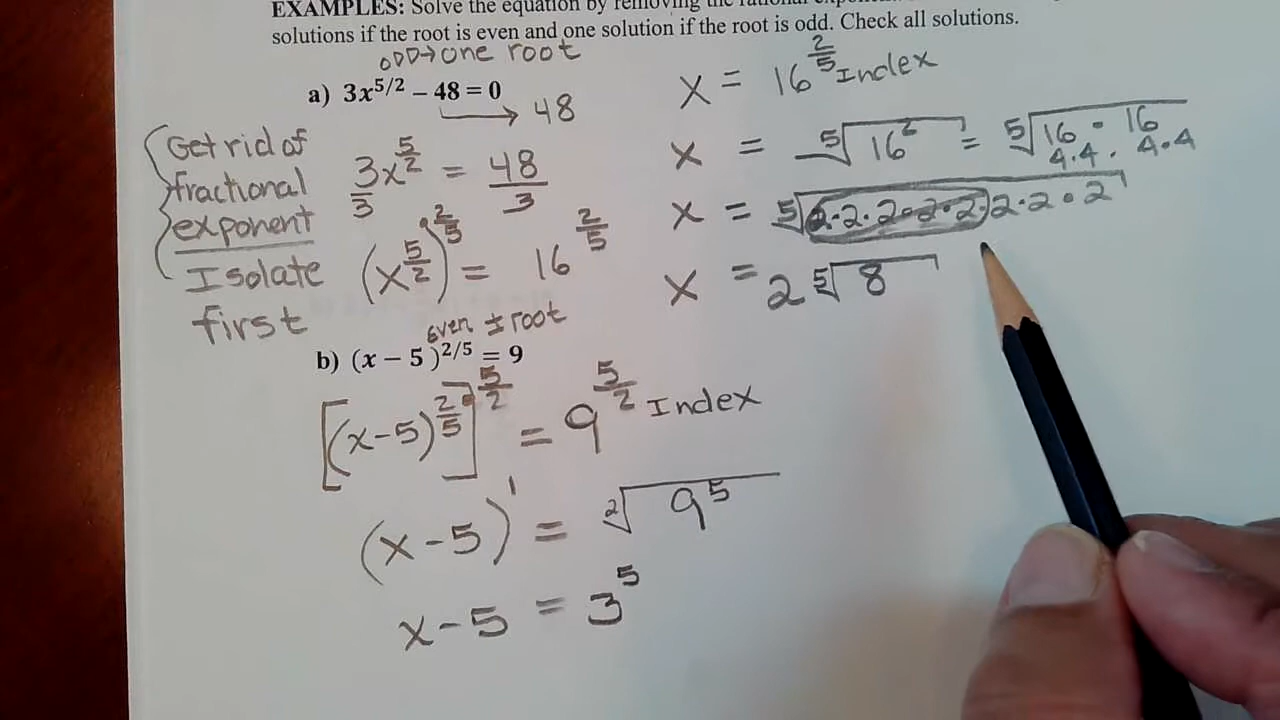 EXAMPLES: Solve the equation by removing the rational
solutions if the root is even and one solution if the root is odd. Check all solutions.
ODD→one root
a) 3x^5/2 – 48 = 0
→ 48
Get rid of
fractional
exponent
Isolate
first
3x^5/2 / 3 = 48/3
(x^5/2)^2/5 = 16^2/5
x = 16^2/5 Index
x = ⁵√16² = ⁵√16 · 16
4·4 · 4·4
x = ⁵√2·2·2·2·2·2·2·2
x = 2 ⁵√8
even ± root
b) (x – 5 )^2/5 = 9
[(x-5)^2/5]^5/2 = 9^5/2 Index
(x-5)^1 = ²√9⁵
x-5 = 3⁵